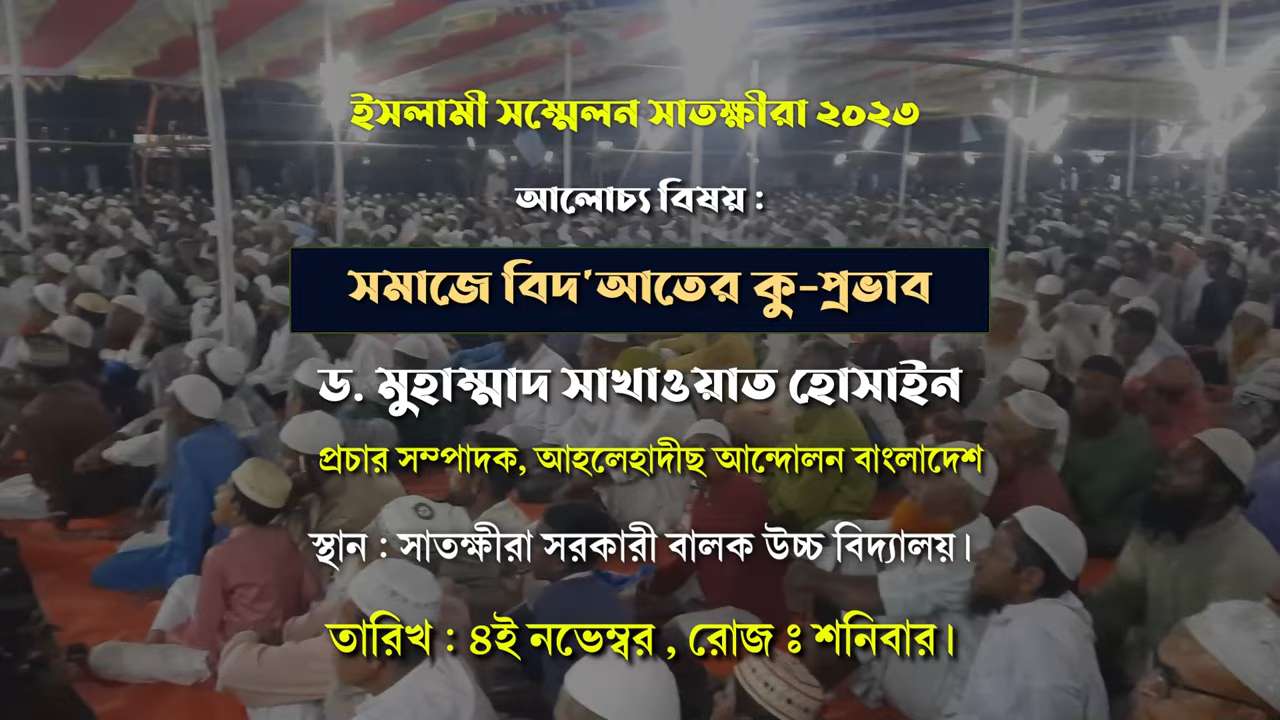 ইসলামী সম্মেলন সাতক্ষীরা ২০২৩
আলোচ্য বিষয় :
সমাজে বিদ'আতের কু-প্রভাব
ড. মুহাম্মাদ সাখাওয়াত হোসাইন
প্রচার সম্পাদক, আহলেহাদীছ আন্দোলন বাংলাদেশ
স্থান : সাতক্ষীরা সরকারী বালক উচ্চ বিদ্যালয়।
তারিখ : ৪ই নভেম্বর , রোজ ঃ শনিবার।